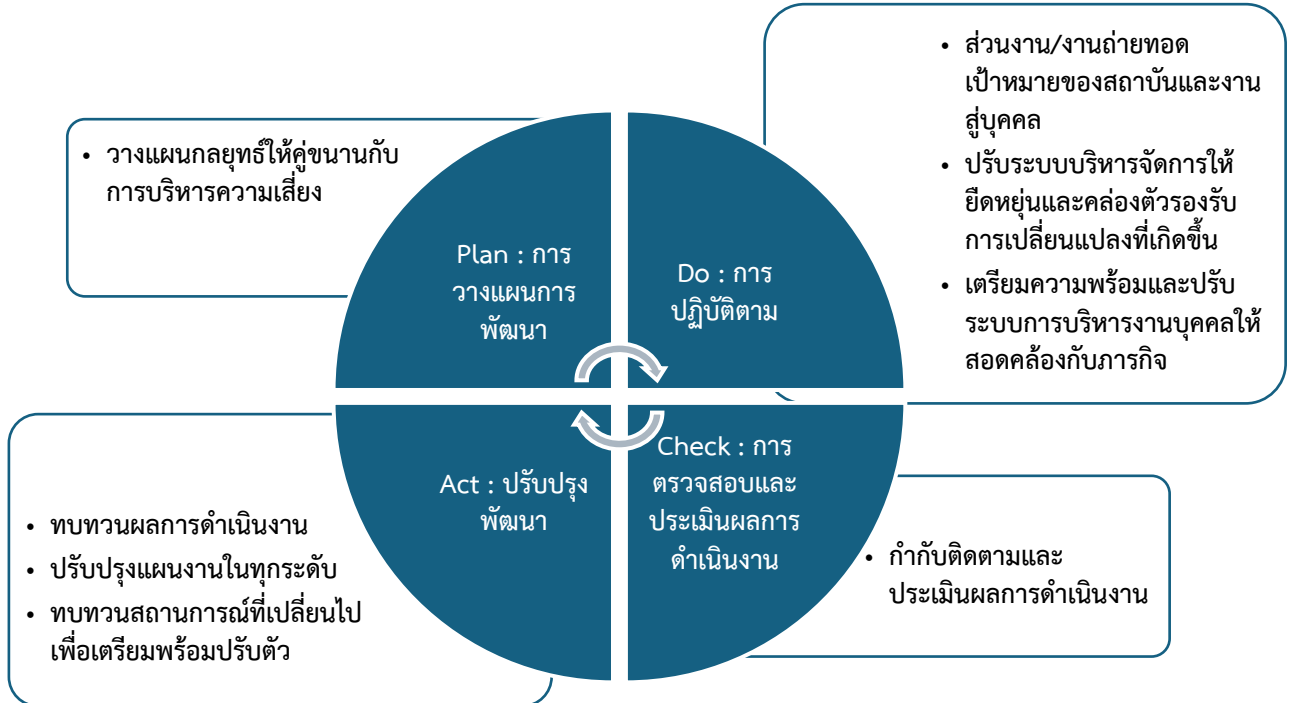 • วางแผนกลยุทธ์ให้คู่ขนานกับ
การบริหารความเสี่ยง
Plan : การ
วางแผนการ
พัฒนา
• ส่วนงาน/งานถ่ายทอด
เป้าหมายของสถาบันและงาน
สู่บุคคล
• ปรับระบบบริหารจัดการให้
ยืดหยุ่นและคล่องตัวรองรับ
การเปลี่ยนแปลงที่เกิดขึ้น
• เตรียมความพร้อมและปรับ
ระบบการบริหารงานบุคคลให้
สอดคล้องกับภารกิจ
Do : การ
ปฏิบัติตาม
Check : การ
ตรวจสอบและ
ประเมินผลการ
ดำเนินงาน
• กำกับติดตามและ
ประเมินผลการดำเนินงาน
Act : ปรับปรุง
พัฒนา
• ทบทวนผลการดำเนินงาน
• ปรับปรุงแผนงานในทุกระดับ
• ทบทวนสถานการณ์ที่เปลี่ยนไป
เพื่อเตรียมพร้อมปรับตัว